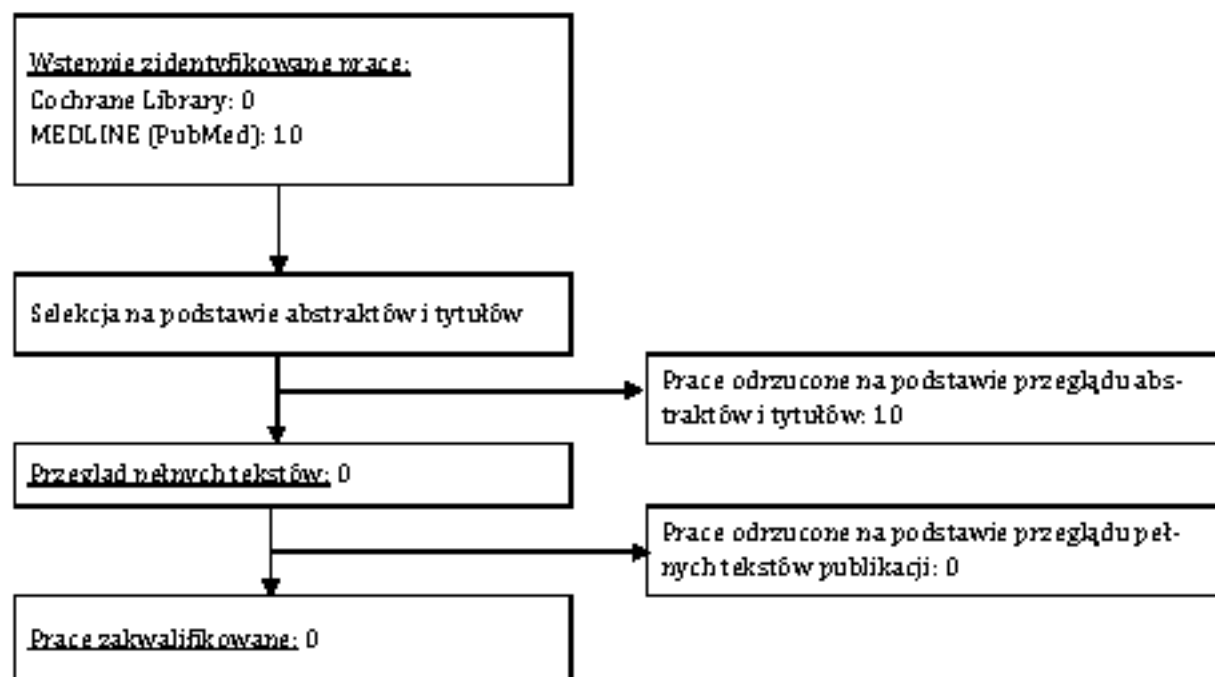 Wstępnie zidentyfikowane prace:
Cochrane Library: 0
MEDLINE (PubMed): 10
Selekcja na podstawie abstraktów i tytułów
Prace odrzucone na podstawie przeglądu abs-
traktów i tytułów: 10
Przegląd pełnych tekstów: 0
Prace odrzucone na podstawie przeglądu peł-
nych tekstów publikacji: 0
Prace zakwalifikowane: 0